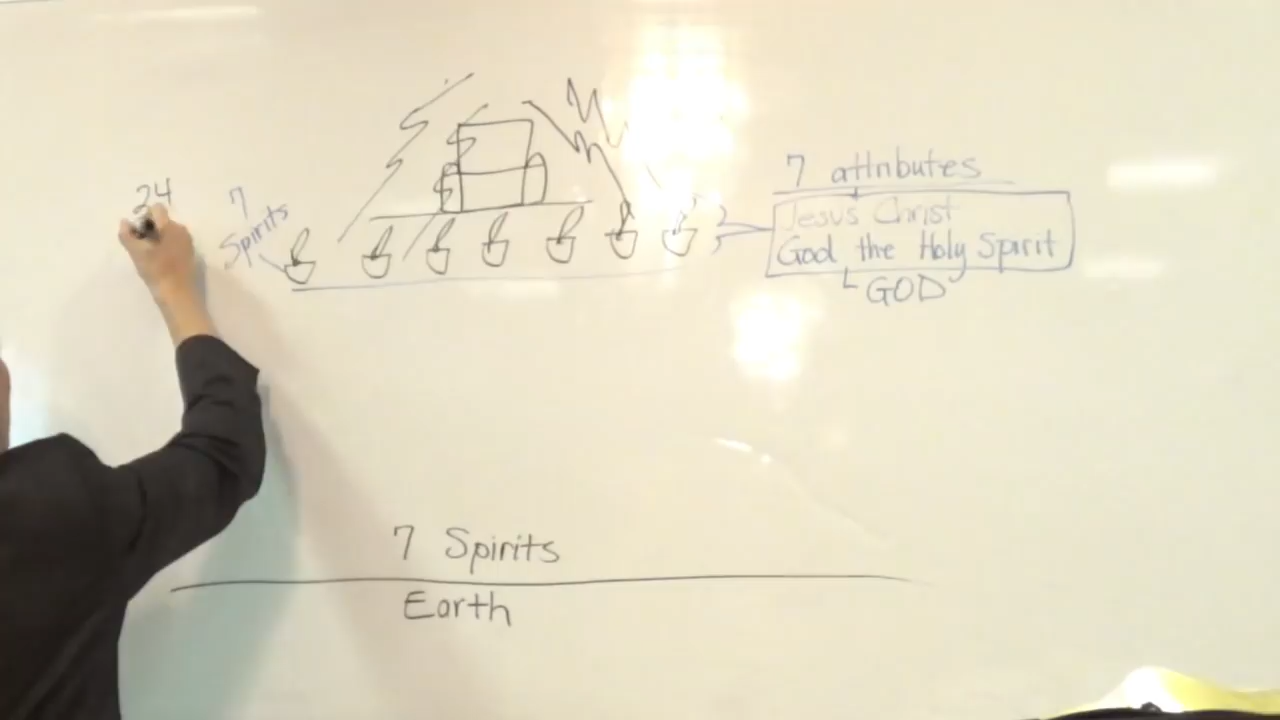 24
7
Spirits
7 attributes
Jesus Christ
God the Holy Spirit
GOD
7 Spirits
Earth